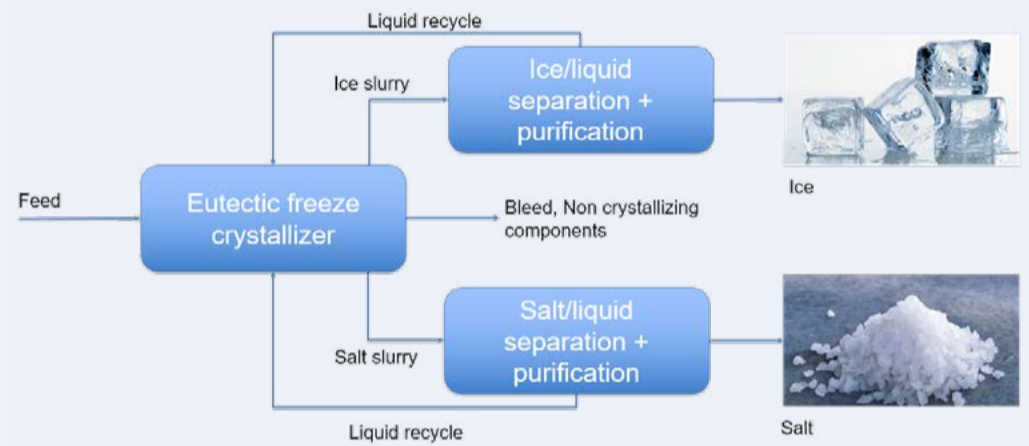 Liquid recycle
Ice slurry
Ice/liquid
separation +
purification
Ice
Feed
Eutectic freeze
crystallizer
Bleed, Non crystallizing
components
Salt slurry
Salt/liquid
separation +
purification
Salt
Liquid recycle